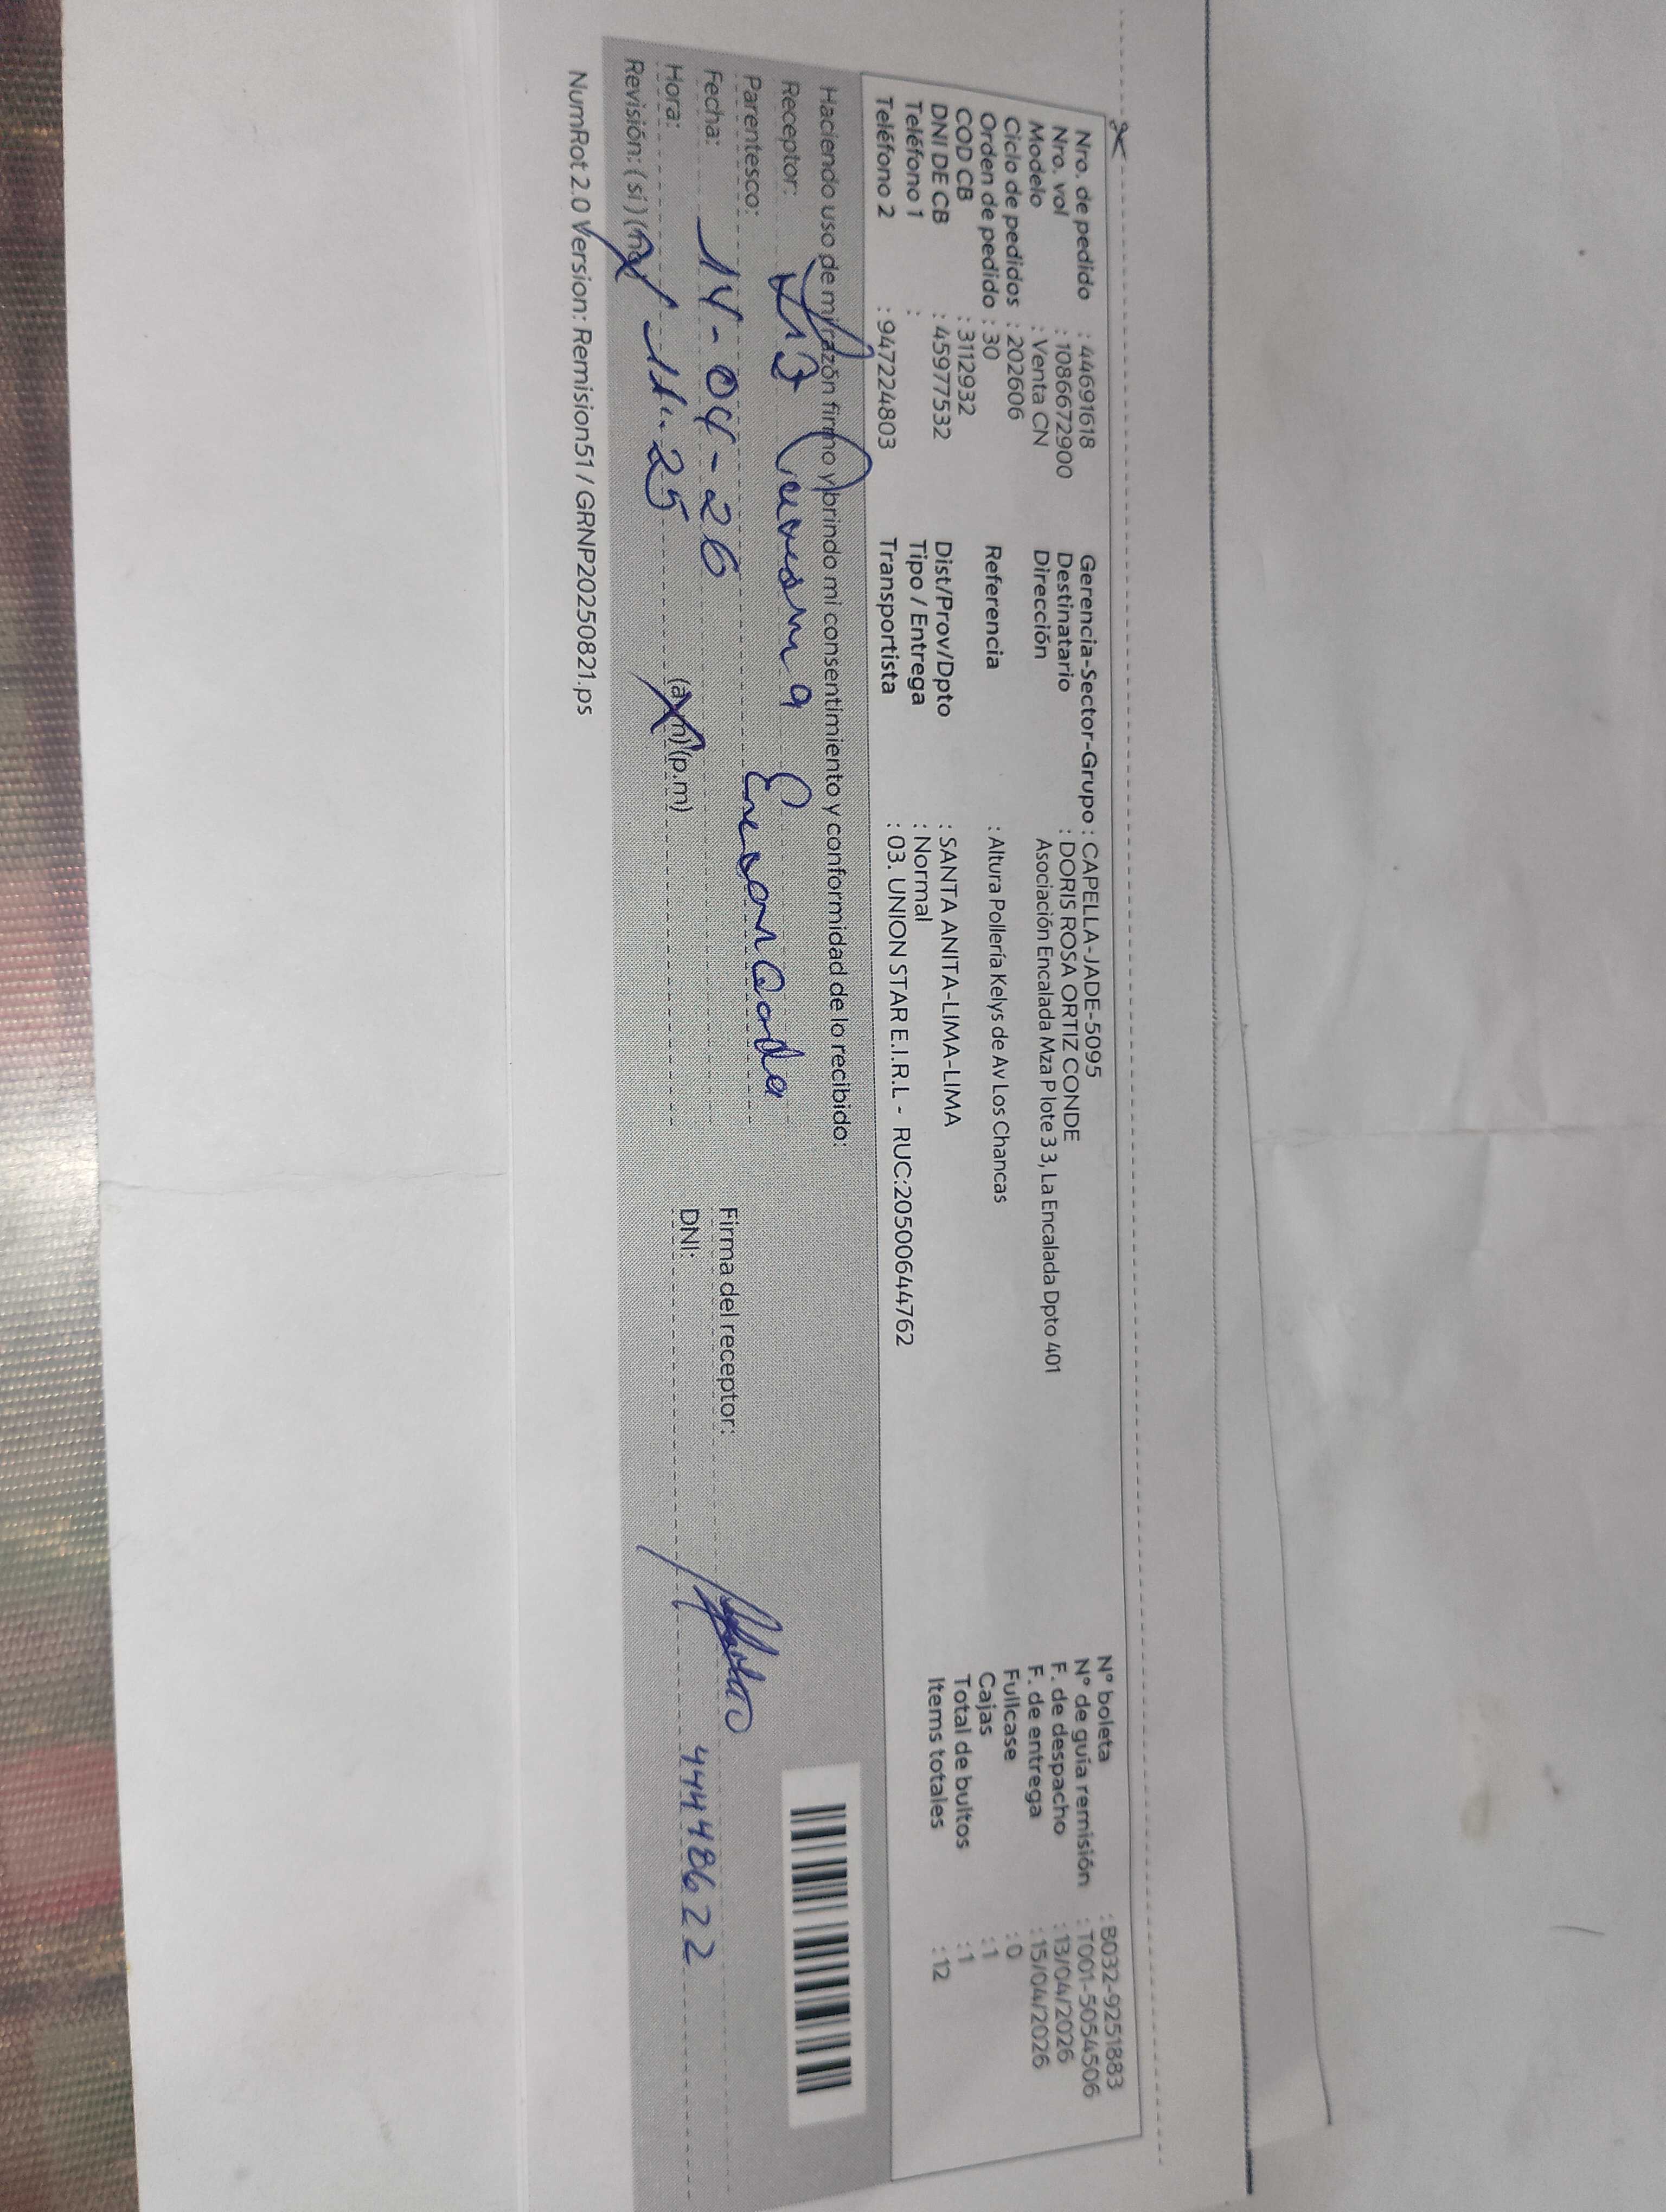 Nro. de pedido : 44691618
Nro. vol : 1086672900
Modelo : Venta CN
Ciclo de pedidos : 202606
Orden de pedido : 30
COD CB : 3112932
DNI DE CB : 45977532
Teléfono 1 :
Teléfono 2 : 947224803
Gerencia-Sector-Grupo : CAPELLA-JADE-5095
Destinatario : DORIS ROSA ORTIZ CONDE
Dirección Asociación Encalada Mza P lote 3 3, La Encalada Dpto 401
Referencia : Altura Pollería Kelys de Av Los Chancas
Dist/Prov/Dpto : SANTA ANITA-LIMA-LIMA
Tipo / Entrega : Normal
Transportista : 03. UNION STAR E.I.R.L - RUC:20500644762
Nº boleta : B032-9251883
Nº de guía remisión : T001-5054506
F. de despacho : 13/04/2026
F. de entrega : 15/04/2026
Fullcase : 0
Cajas : 1
Total de bultos : 1
Items totales : 12
Haciendo uso de mi razón firmo y brindo mi consentimiento y conformidad de lo recibido:
Receptor:
Parentesco:
Fecha: 14-04-26
Hora: 11:25 (a.m) (p.m)
Revisión: (si) (no)
Firma del receptor:
DNI: 44448622
NumRot 2.0 Version: Remision51 / GRNP20250821.ps